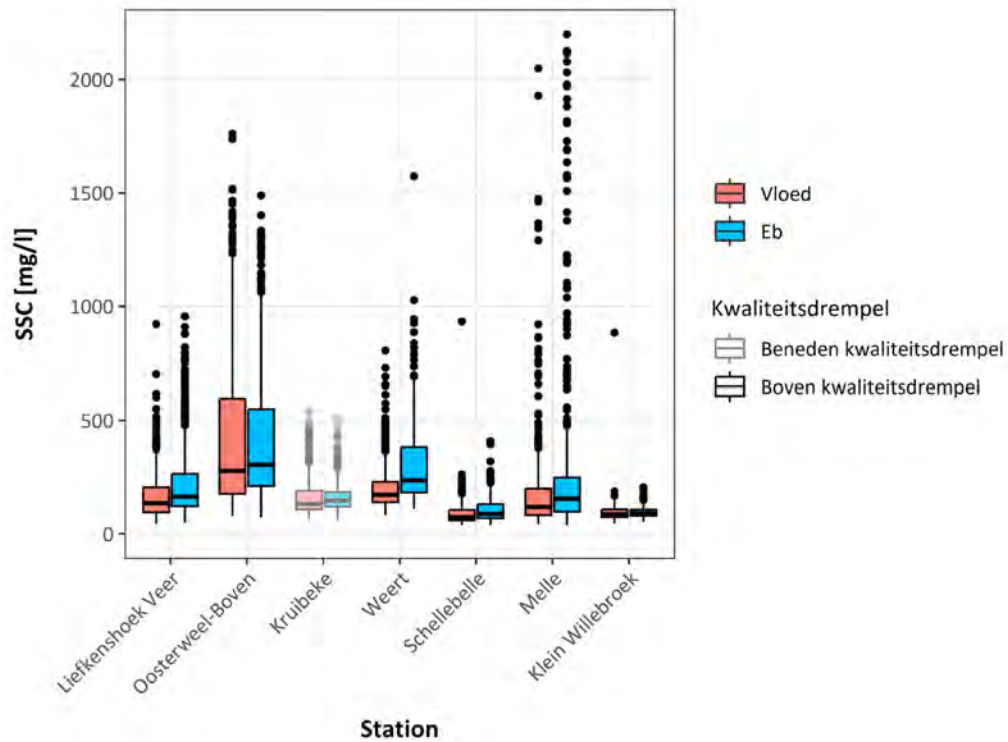 SSC [mg/l]
2000
1500
1000
500
0
Liefkenshoek Veer
Oosterweel-Boven
Kruibeke
Weert
Schellebelle
Melle
Klein Willebroek
Station
Vloed
Eb
Kwaliteitsdrempel
Beneden kwaliteitsdrempel
Boven kwaliteitsdrempel